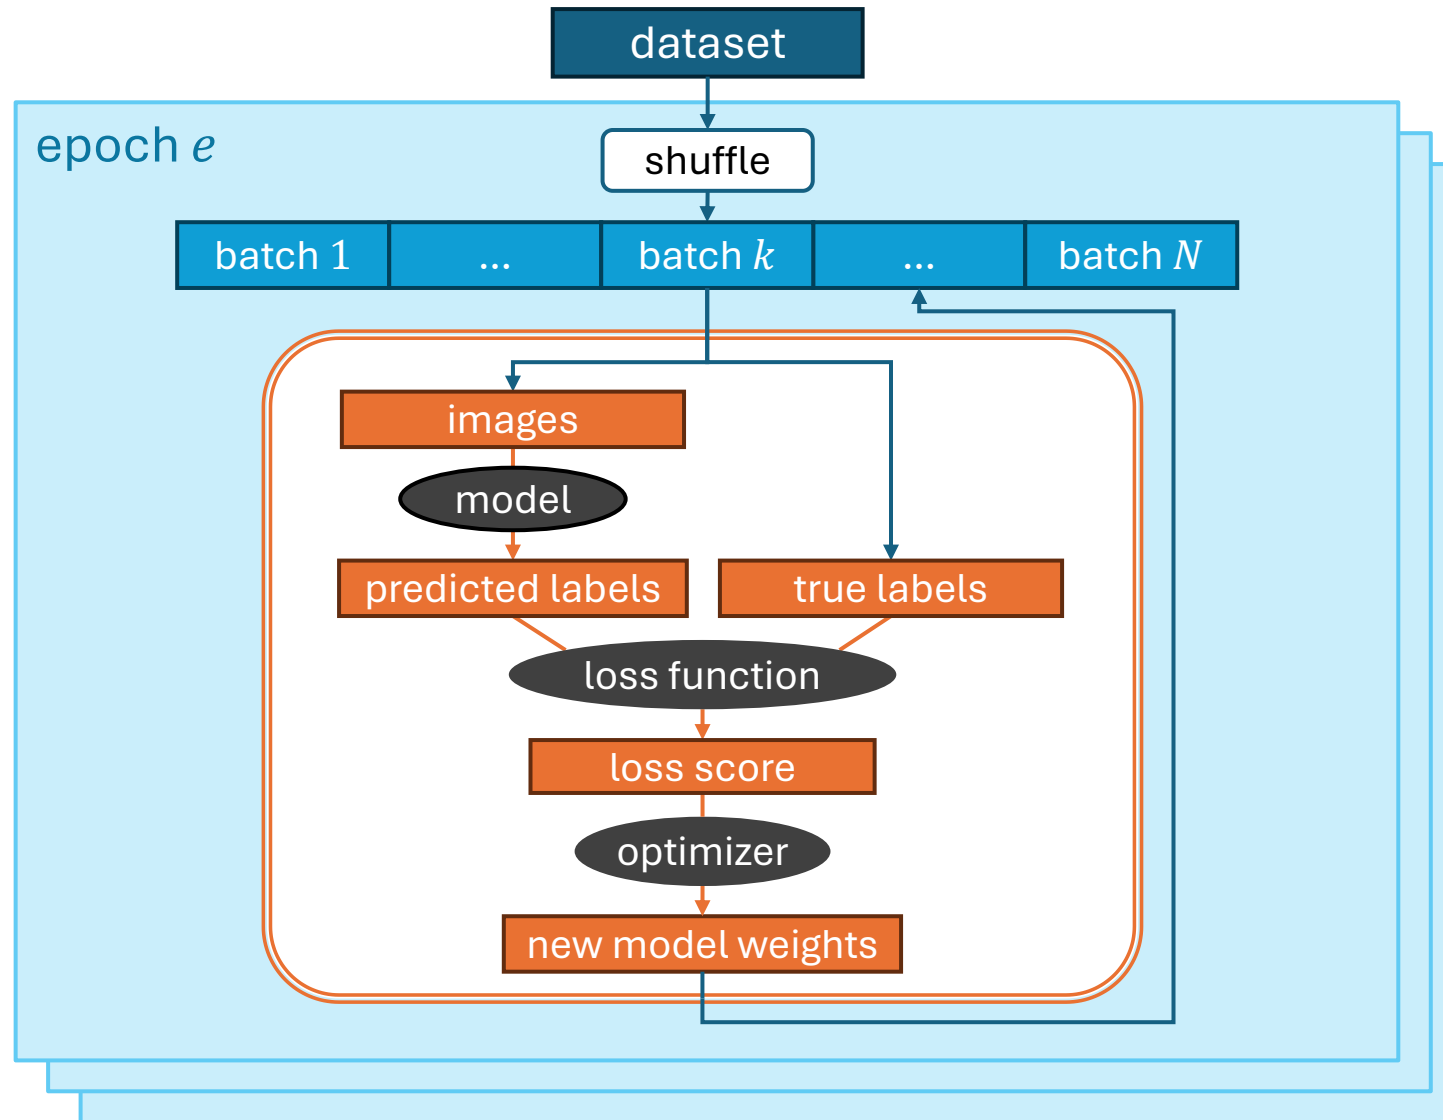 dataset
epoch e
shuffle
batch 1
...
batch k
...
batch N
images
model
predicted labels
true labels
loss function
loss score
optimizer
new model weights